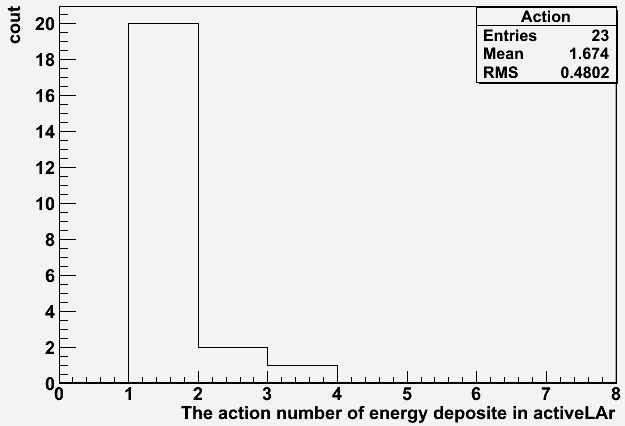 cout
Action
Entries 23
Mean 1.674
RMS 0.4802
20
18
16
14
12
10
8
6
4
2
0
0 1 2 3 4 5 6 7 8
The action number of energy deposite in activeLAr